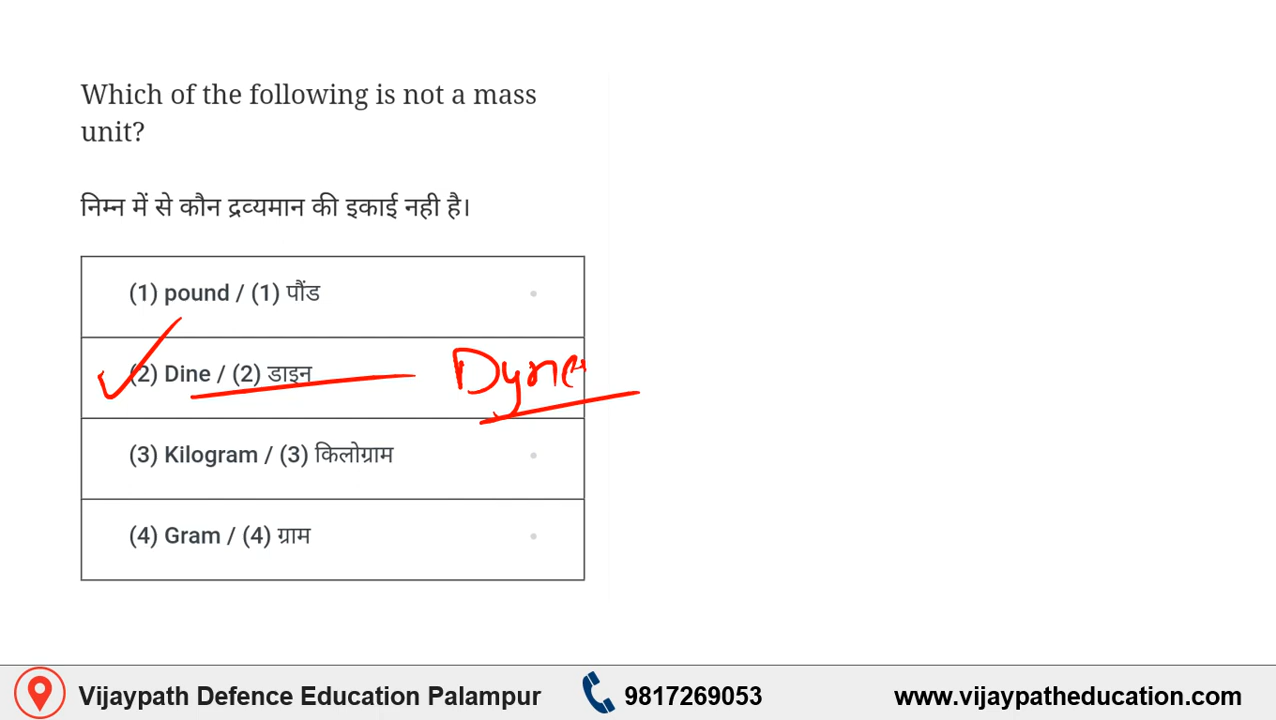 Which of the following is not a mass
unit?
निम्न में से कौन द्रव्यमान की इकाई नही है।
(1) pound / (1) पौंड
(2) Dine / (2) डाइन Dyne
(3) Kilogram / (3) किलोग्राम
(4) Gram / (4) ग्राम
Vijaypath Defence Education Palampur 9817269053 www.vijaypatheducation.com